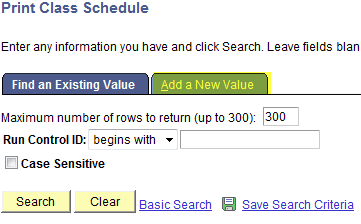 Print Class Schedule
Enter any information you have and click Search. Leave fields blan
Find an Existing Value Add a New Value
Maximum number of rows to return (up to 300): 300
Run Control ID: begins with
Case Sensitive
Search Clear Basic Search Save Search Criteria